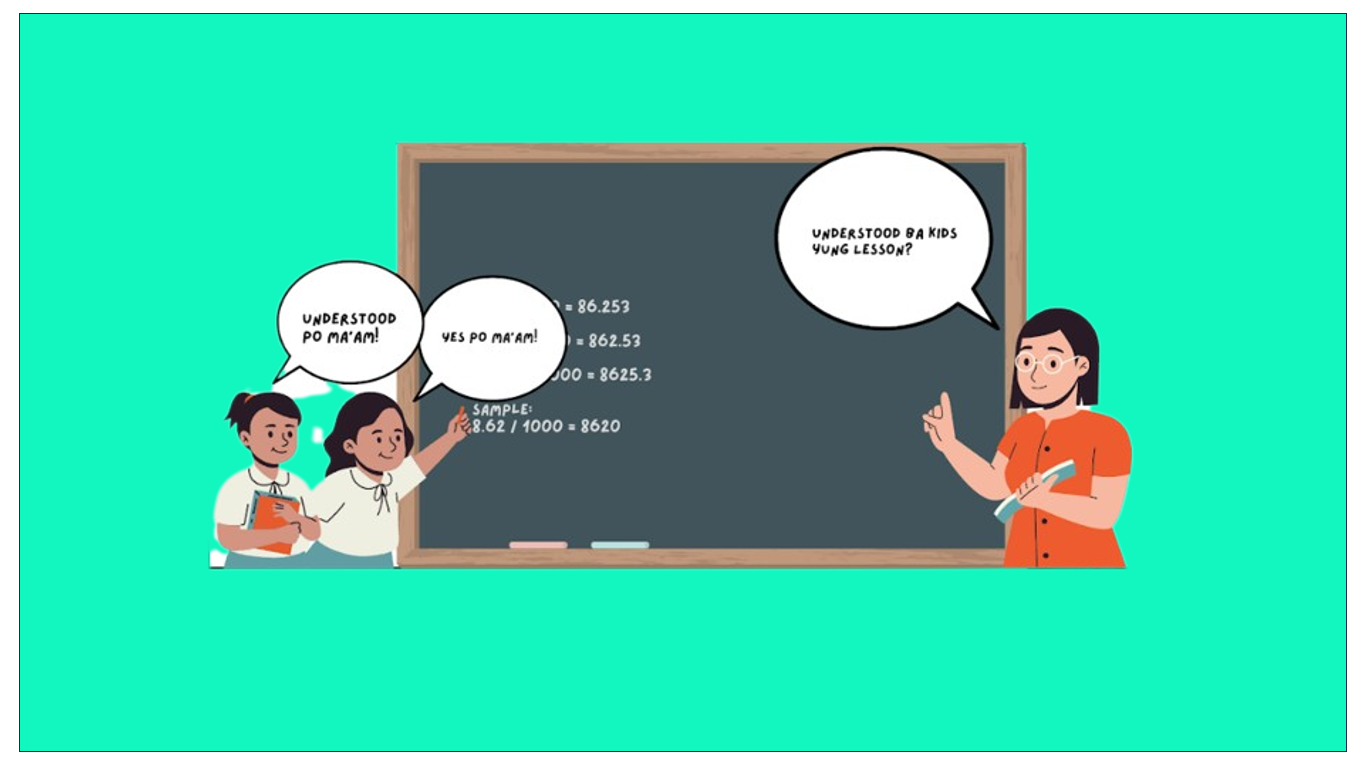 UNDERSTOOD BA KIDS
YUNG LESSON?
UNDERSTOOD
PO MA'AM!
YES PO MA'AM!
= 86.253
= 862.53
000 = 8625.3
SAMPLE:
8.62 / 1000 = 8620